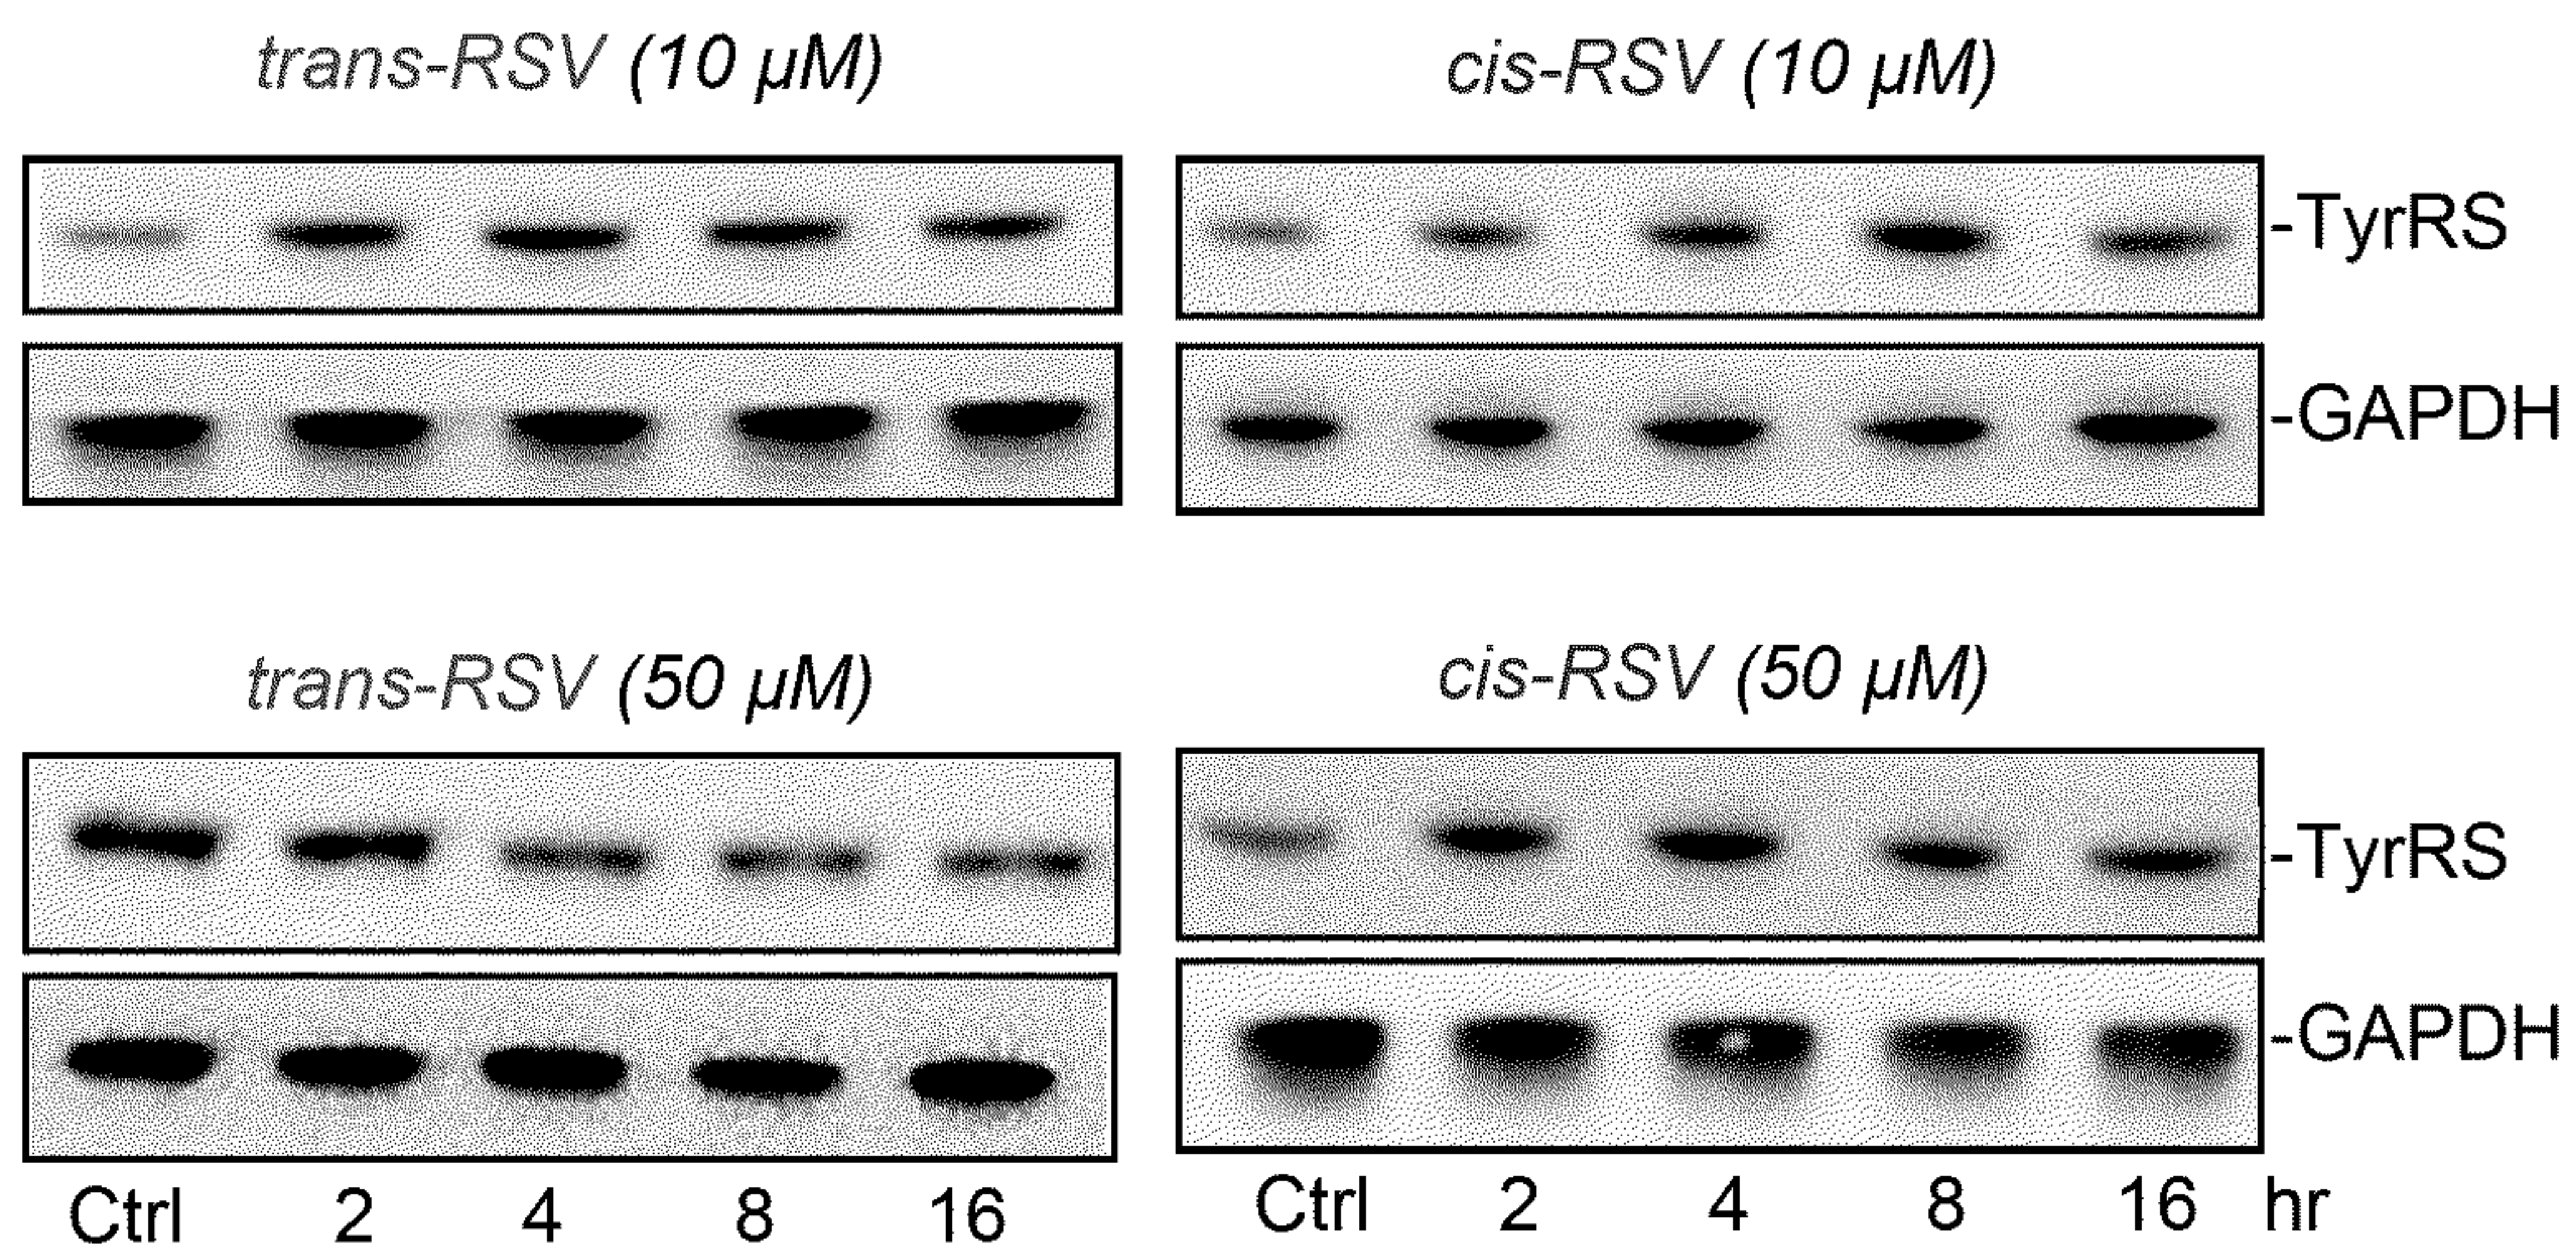 trans-RSV (10 µM) cis-RSV (10 µM)
-TyrRS
-GAPDH
trans-RSV (50 µM) cis-RSV (50 µM)
-TyrRS
-GAPDH
Ctrl 2 4 8 16 Ctrl 2 4 8 16 hr